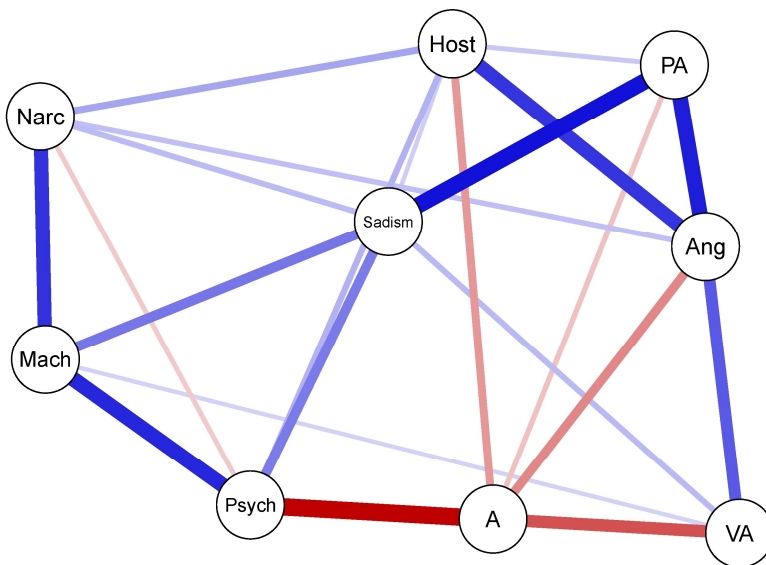 Host
PA
Narc
Sadism
Ang
Mach
Psych
A
VA